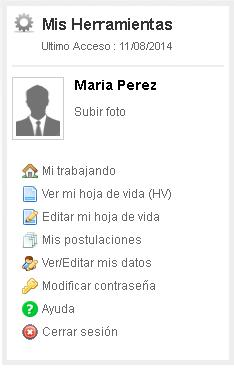 Mis Herramientas
Ultimo Acceso : 11/08/2014
Maria Perez
Subir foto
Mi trabajando
Ver mi hoja de vida (HV)
Editar mi hoja de vida
Mis postulaciones
Ver/Editar mis datos
Modificar contraseña
Ayuda
Cerrar sesión